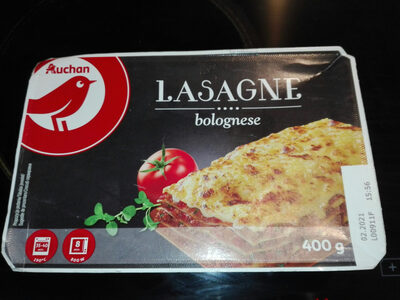 Auchan
LASAGNE
bolognese
400 g
02.2021 15:56
L00911F